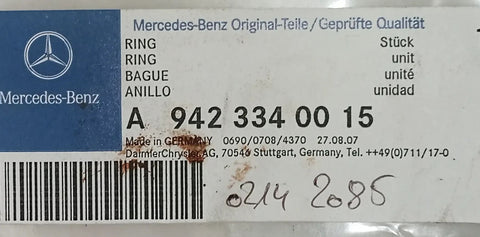 Mercedes-Benz Original-Teile/Geprüfte Qualität
RING Stück
RING unit
BAGUE unité
ANILLO unidad
Mercedes-Benz
A 942 334 00 15
Made in GERMANY 0690/0708/4370 27.08.07
DaimlerChrysler AG, 70546 Stuttgart, Germany, Tel. ++49(0)711/17-0
0214 2085